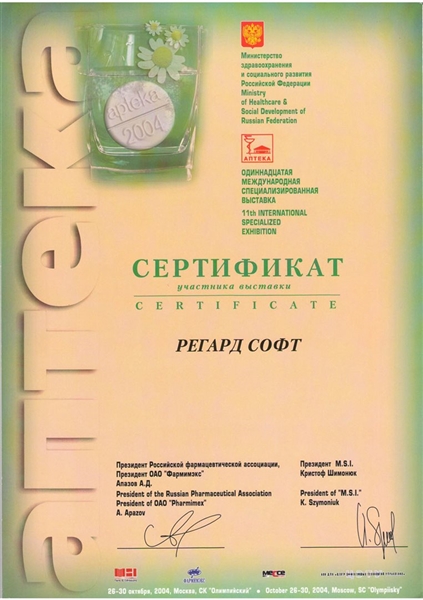 аптека
apteka
2004
Министерство
здравоохранения
и социального развития
Российской Федерации
Ministry
of Healthcare &
Social Development of
Russian Federation
АПТЕКА
ОДИННАДЦАТАЯ
МЕЖДУНАРОДНАЯ
СПЕЦИАЛИЗИРОВАННАЯ
ВЫСТАВКА
11th INTERNATIONAL
SPECIALIZED
EXHIBITION
СЕРТИФИКАТ
участника выставки
CERTIFICATE
РЕГАРД СОФТ
Президент Российской фармацевтической ассоциации,
Президент ОАО "Фармимэкс"
Апазов А.Д.
President of the Russian Pharmaceutical Association
President of ОАО "Pharmimex"
A. Apazov
Президент M.S.I.
Кристоф Шимонюк
President of "M.S.I."
K. Szymoniuk
26-30 октября, 2004, Москва, СК "Олимпийский" ● October 26-30, 2004, Moscow, SC "Olympiisky"